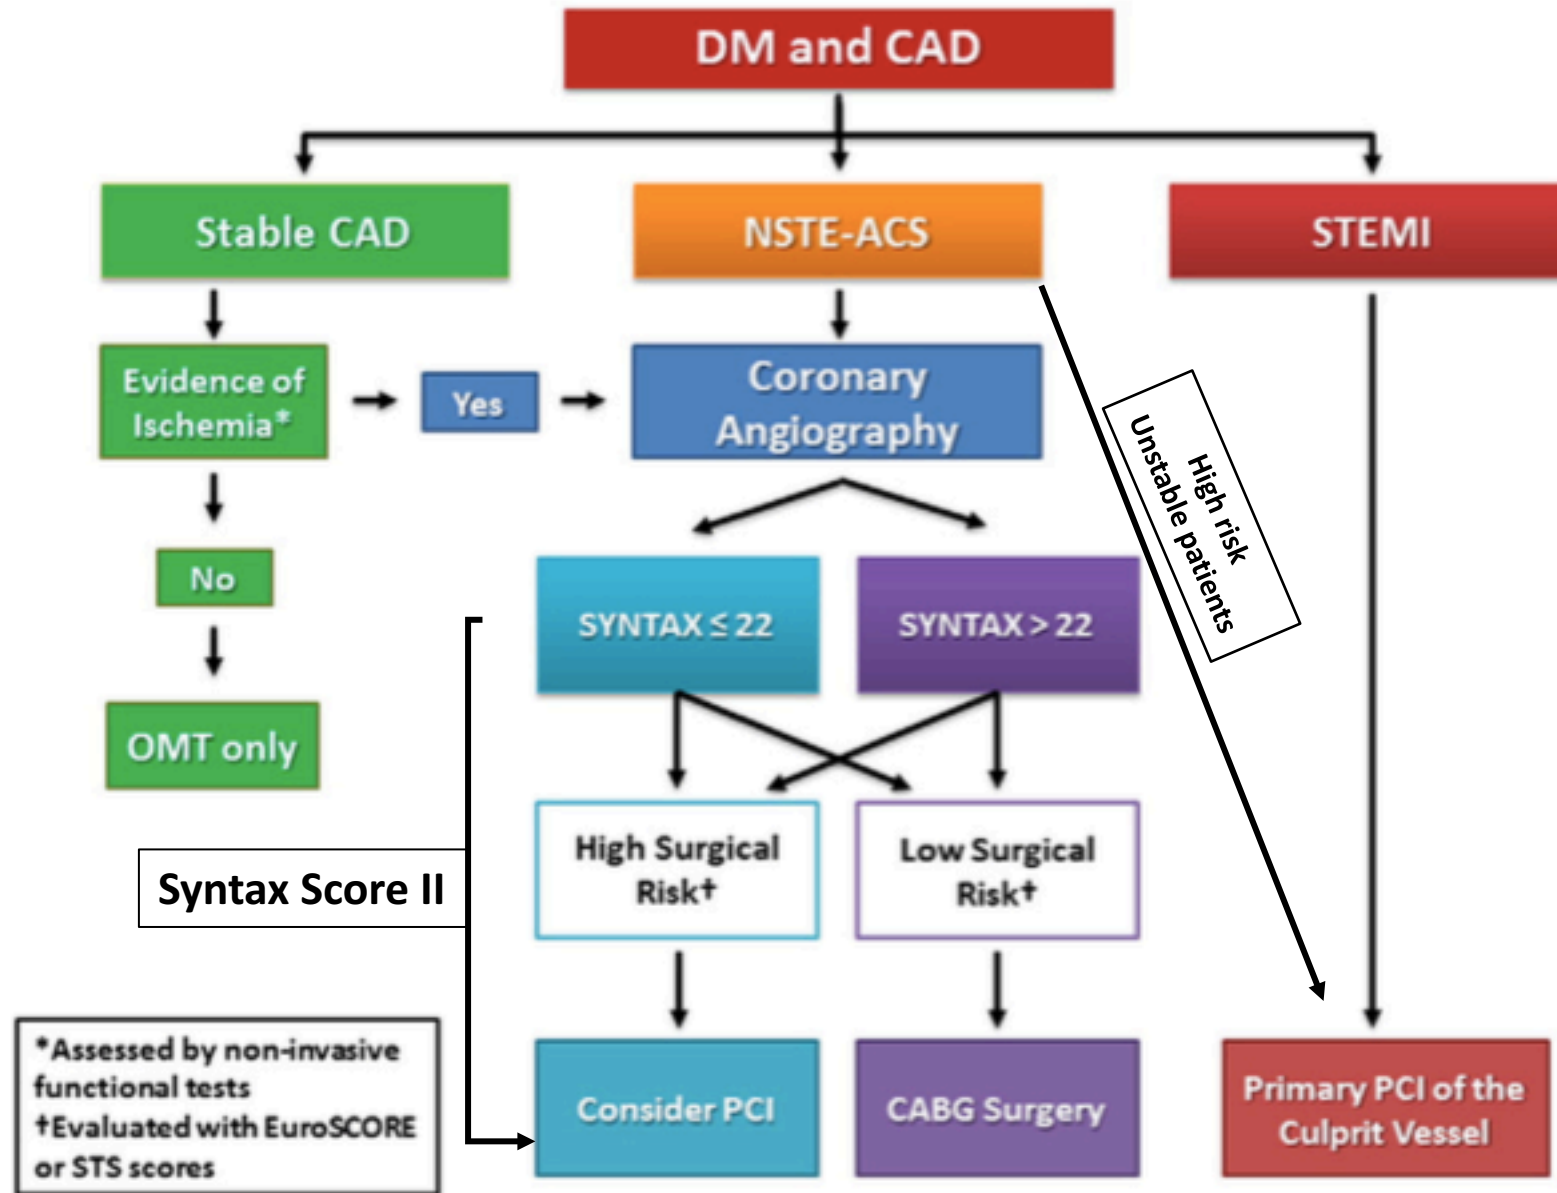 DM and CAD
Stable CAD
NSTE-ACS
STEMI
Evidence of
Ischemia*
Yes
Coronary
Angiography
High risk
Unstable patients
No
SYNTAX ≤ 22
SYNTAX > 22
OMT only
High Surgical
Risk†
Low Surgical
Risk†
Syntax Score II
*Assessed by non-invasive
functional tests
†Evaluated with EuroSCORE
or STS scores
Consider PCI
CABG Surgery
Primary PCI of the
Culprit Vessel